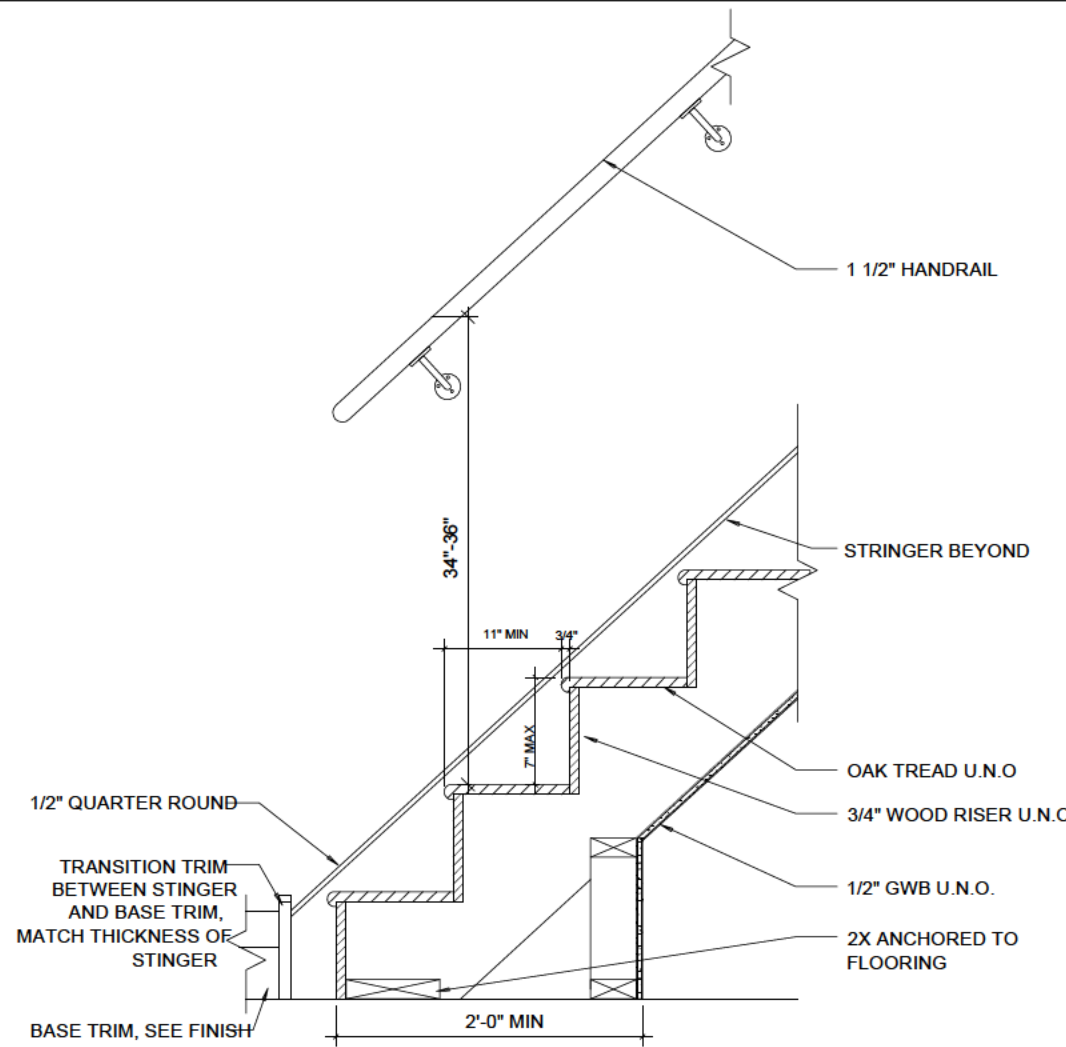 1 1/2" HANDRAIL
34"-36"
STRINGER BEYOND
11" MIN
3/4"
7" MAX
OAK TREAD U.N.O
1/2" QUARTER ROUND
3/4" WOOD RISER U.N.O
TRANSITION TRIM
BETWEEN STINGER
AND BASE TRIM,
MATCH THICKNESS OF
STINGER
1/2" GWB U.N.O.
2X ANCHORED TO
FLOORING
BASE TRIM, SEE FINISH
2'-0" MIN